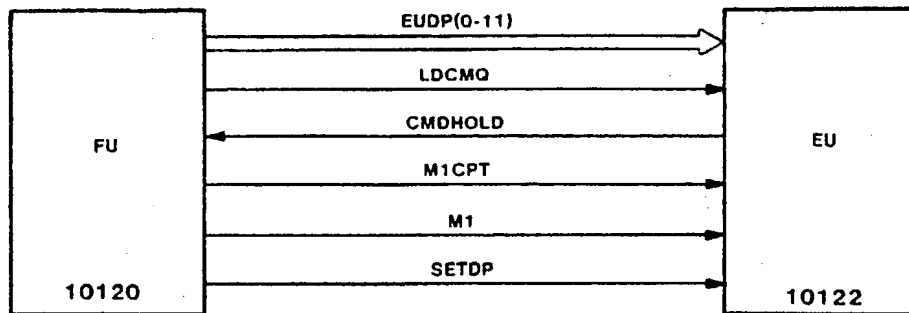 EUDP(0-11)
LDCMQ
CMDHOLD
FU
EU
M1CPT
M1
SETDP
10120
10122